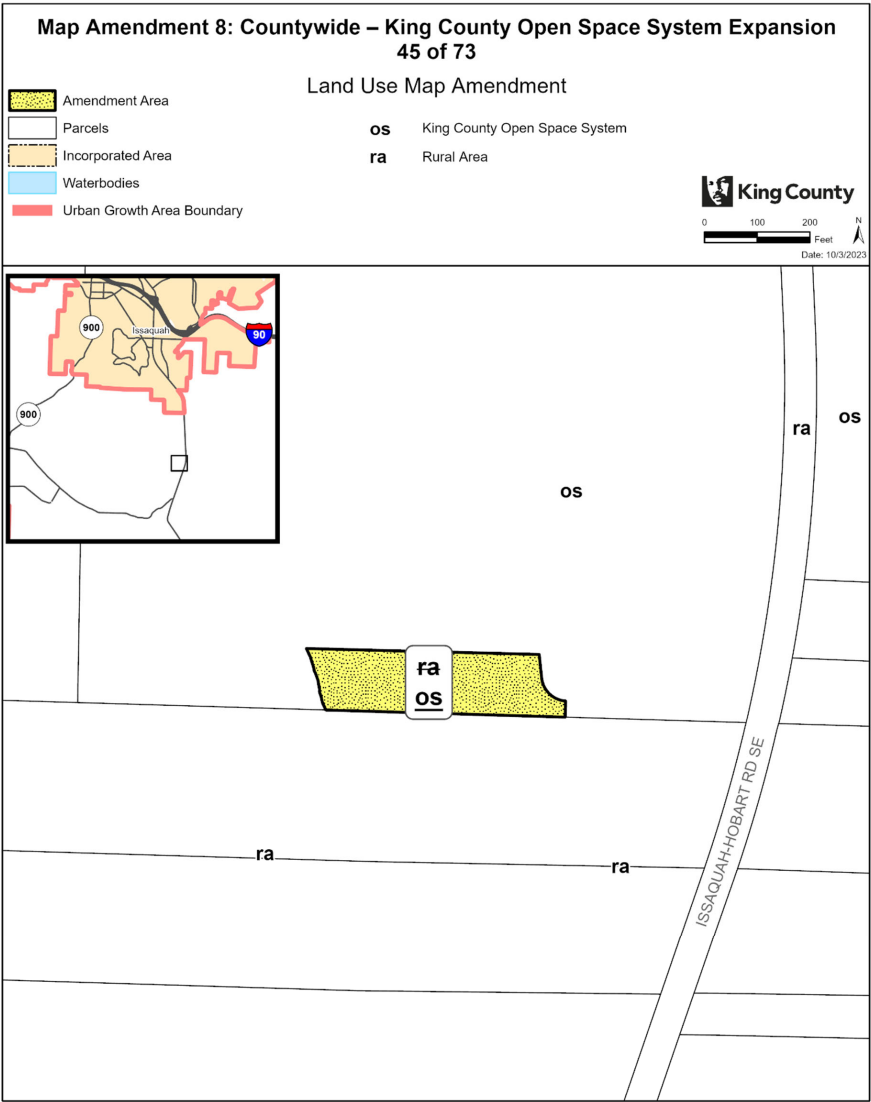 Map Amendment 8: Countywide – King County Open Space System Expansion
45 of 73
Land Use Map Amendment
Amendment Area
Parcels
Incorporated Area
Waterbodies
Urban Growth Area Boundary
os King County Open Space System
ra Rural Area
King County
0 100 200
Feet
N
Date: 10/3/2023
900
Issaquah
90
900
ra
os
os
ra
os
ISSAQUAH-HOBART RD SE
ra
ra